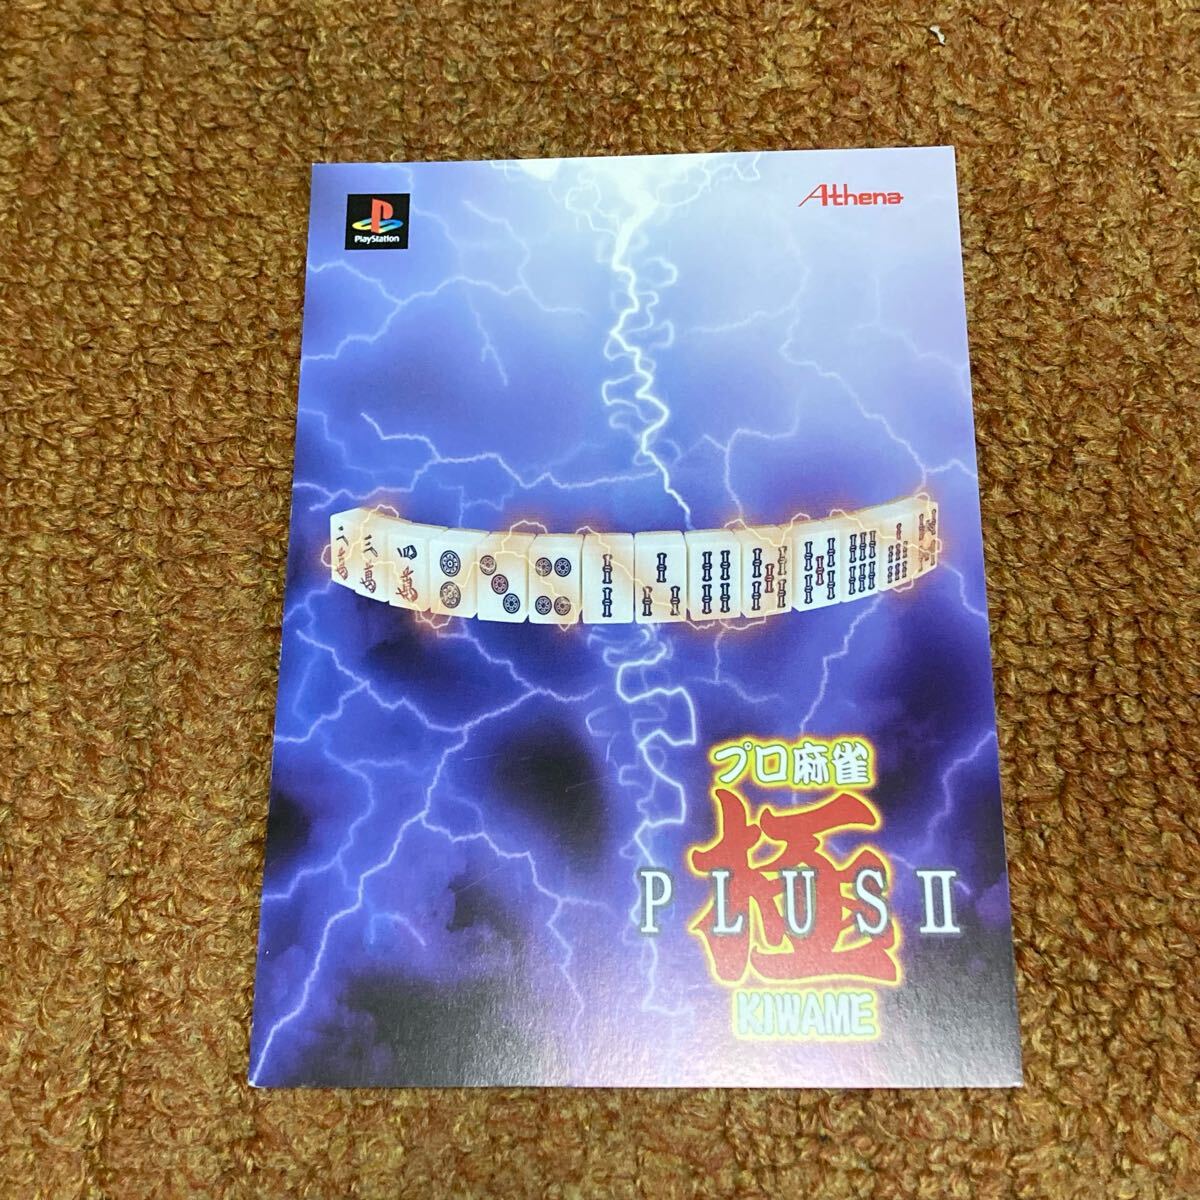 PlayStation
Athena
プロ麻雀
極
PLUS II
KIWAME